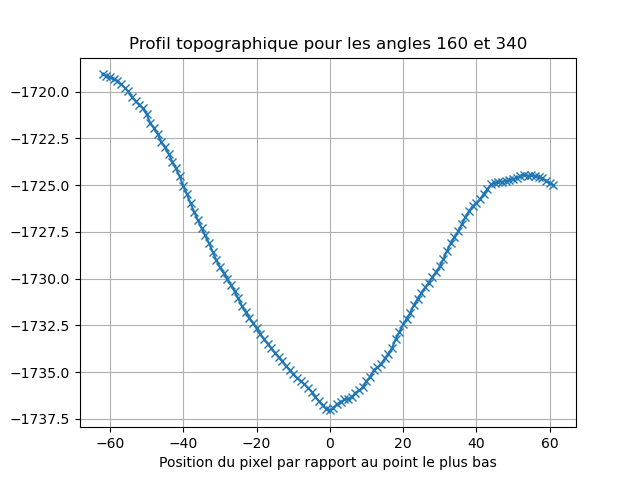 Profil topographique pour les angles 160 et 340
−1720.0
−1722.5
−1725.0
−1727.5
−1730.0
−1732.5
−1735.0
−1737.5
−60 −40 −20 0 20 40 60
Position du pixel par rapport au point le plus bas